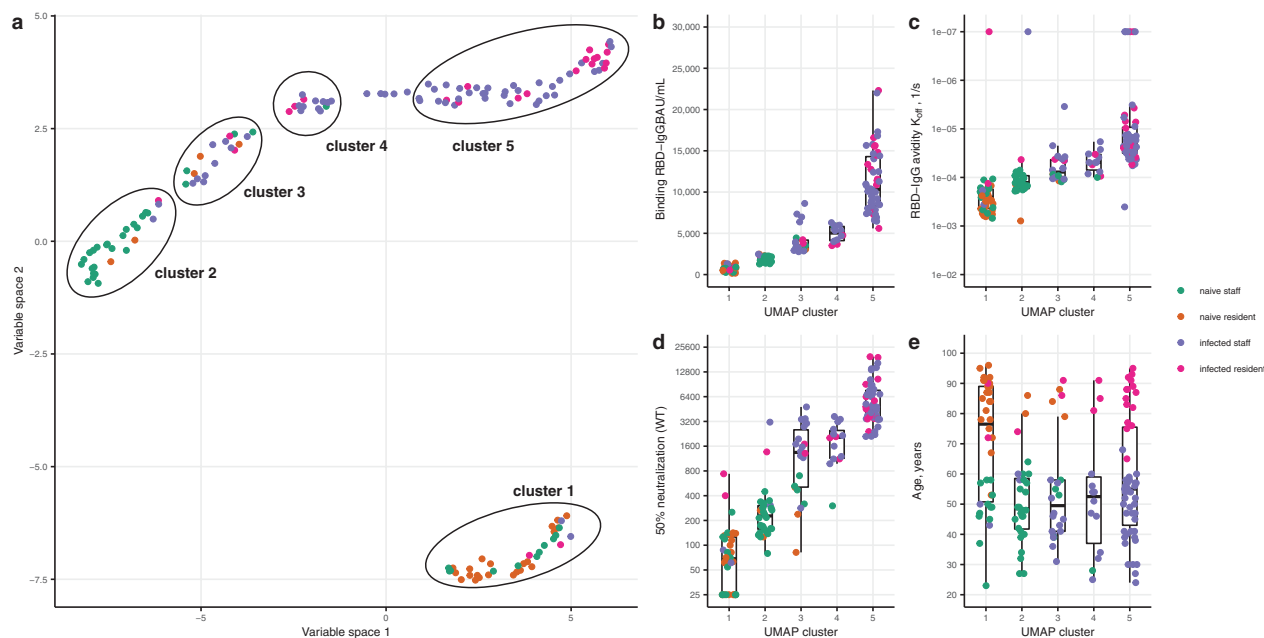 a
5.0
2.5
0.0
−2.5
−5.0
−7.5
−5
0
5
Variable space 2
Variable space 1
cluster 4
cluster 5
cluster 3
cluster 2
cluster 1
b
30,000
25,000
20,000
15,000
10,000
5,000
0
Binding RBD−IgGBAU/mL
1
2
3
4
5
UMAP cluster
c
1e−07
1e−06
1e−05
1e−04
1e−03
1e−02
RBD−IgG avidity Koff , 1/s
1
2
3
4
5
UMAP cluster
d
25600
12800
6400
3200
1600
800
400
200
100
50
25
50% neutralization (WT)
1
2
3
4
5
UMAP cluster
e
100
90
80
70
60
50
40
30
20
Age, years
1
2
3
4
5
UMAP cluster
naive staff
naive resident
infected staff
infected resident